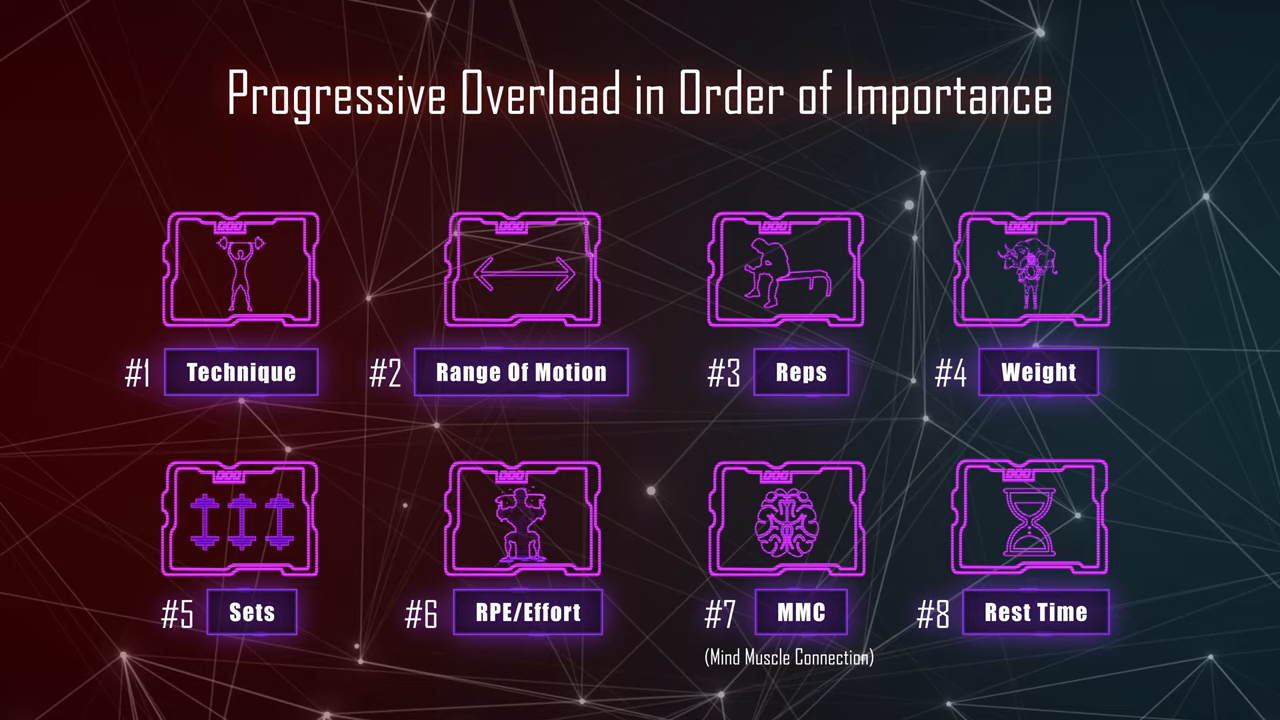 Progressive Overload in Order of Importance
#1 Technique
#2 Range Of Motion
#3 Reps
#4 Weight
#5 Sets
#6 RPE/Effort
#7 MMC
(Mind Muscle Connection)
#8 Rest Time